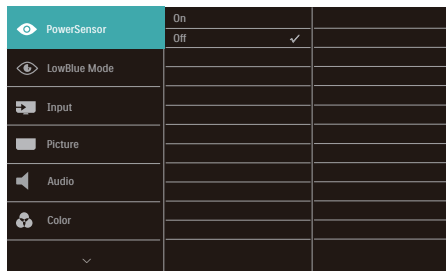 PowerSensor
On
Off
LowBlue Mode
Input
Picture
Audio
Color